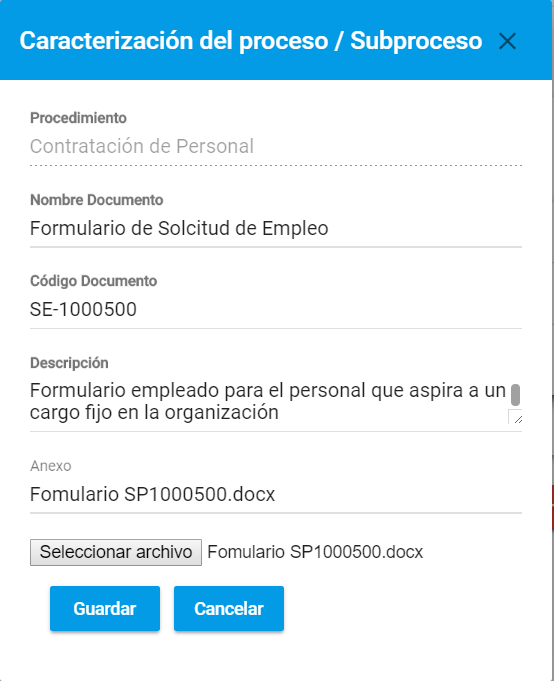 Caracterización del proceso / Subproceso
Procedimiento
Contratación de Personal
Nombre Documento
Formulario de Solcitud de Empleo
Código Documento
SE-1000500
Descripción
Formulario empleado para el personal que aspira a un
cargo fijo en la organización
Anexo
Fomulario SP1000500.docx
Seleccionar archivo Fomulario SP1000500.docx
Guardar Cancelar